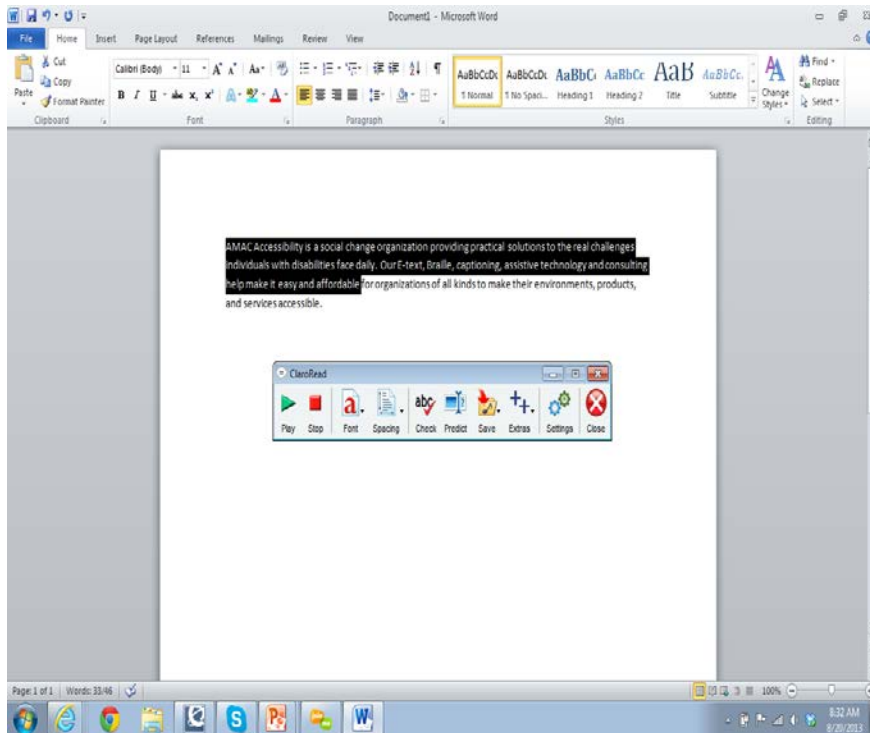 Document1 - Microsoft Word
File Home Insert Page Layout References Mailings Review View
Cut
Copy
Format Painter
Paste
Calibri (Body) 11
AaBbCcDc AaBbCcDc AaBbC AaBbCc AaB AaBbCc.
¶ Normal ¶ No Spaci... Heading 1 Heading 2 Title Subtitle
Change Styles
Find
Replace
Select
Clipboard Font Paragraph Styles Editing
AMAC Accessibility is a social change organization providing practical solutions to the real challenges
individuals with disabilities face daily. Our E-text, Braille, captioning, assistive technology and consulting
help make it easy and affordable for organizations of all kinds to make their environments, products,
and services accessible.
ClaroRead
Play Stop Font Spacing Check Predict Save Extras Settings Close
Page: 1 of 1 Words: 33/46 100%
8:32 AM
8/20/2013